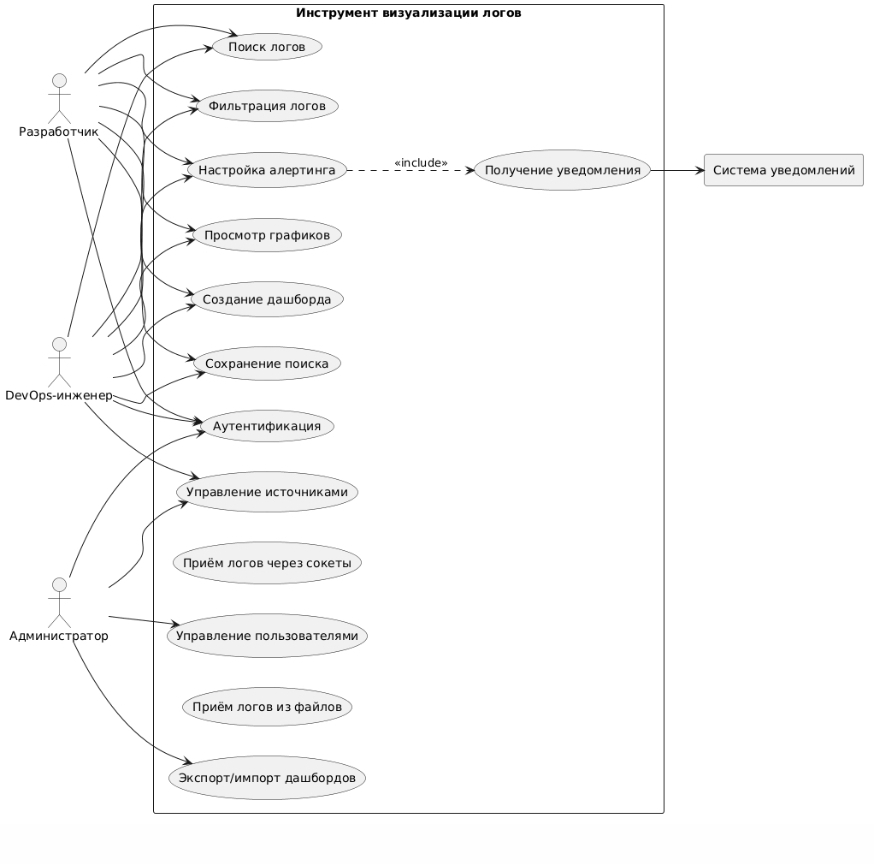 Инструмент визуализации логов
Поиск логов
Фильтрация логов
Разработчик
«include»
Настройка алертинга
Получение уведомления
Система уведомлений
Просмотр графиков
Создание дашборда
Сохранение поиска
DevOps-инженер
Аутентификация
Управление источниками
Приём логов через сокеты
Администратор
Управление пользователями
Приём логов из файлов
Экспорт/импорт дашбордов